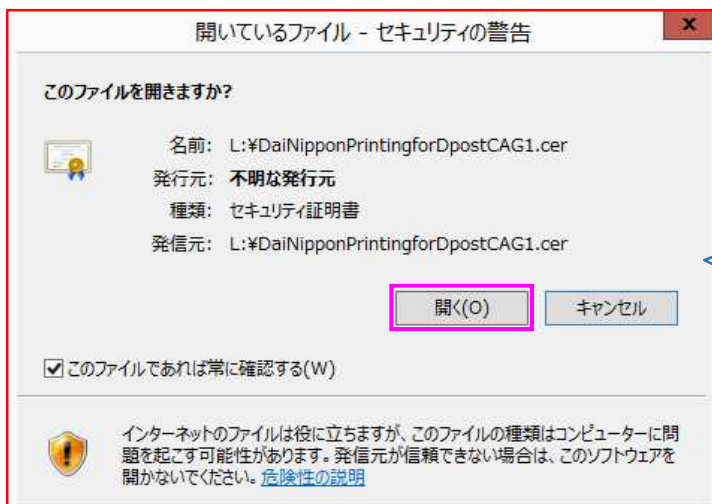 開いているファイル - セキュリティの警告
x
このファイルを開きますか?
名前: L:¥DaiNipponPrintingforDpostCAG1.cer
発行元: 不明な発行元
種類: セキュリティ証明書
発信元: L:¥DaiNipponPrintingforDpostCAG1.cer
開く(O) キャンセル
このファイルであれば常に確認する(W)
インターネットのファイルは役に立ちますが、このファイルの種類はコンピューターに問
題を起こす可能性があります。発信元が信頼できない場合は、このソフトウェアを
開かないでください。危険性の説明